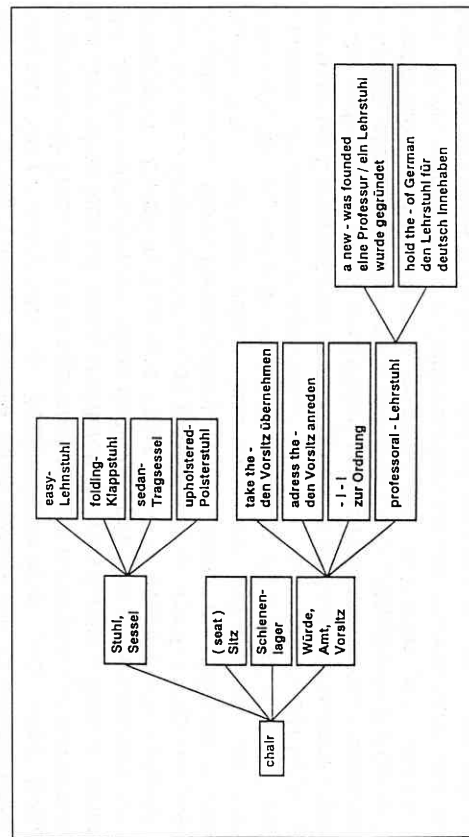 chair
Stuhl,
Sessel
( seat )
Sitz
Schienen-
lager
Würde,
Amt,
Vorsitz
easy-
Lehnstuhl
folding-
Klappstuhl
sedan-
Tragsessel
upholstered-
Polsterstuhl
take the -
den Vorsitz übernehmen
adress the -
den Vorsitz anreden
- I - I
zur Ordnung
professoral - Lehrstuhl
a new - was founded
eine Professur / ein Lehrstuhl
wurde gegründet
hold the - of German
den Lehrstuhl für
deutsch Innehaben